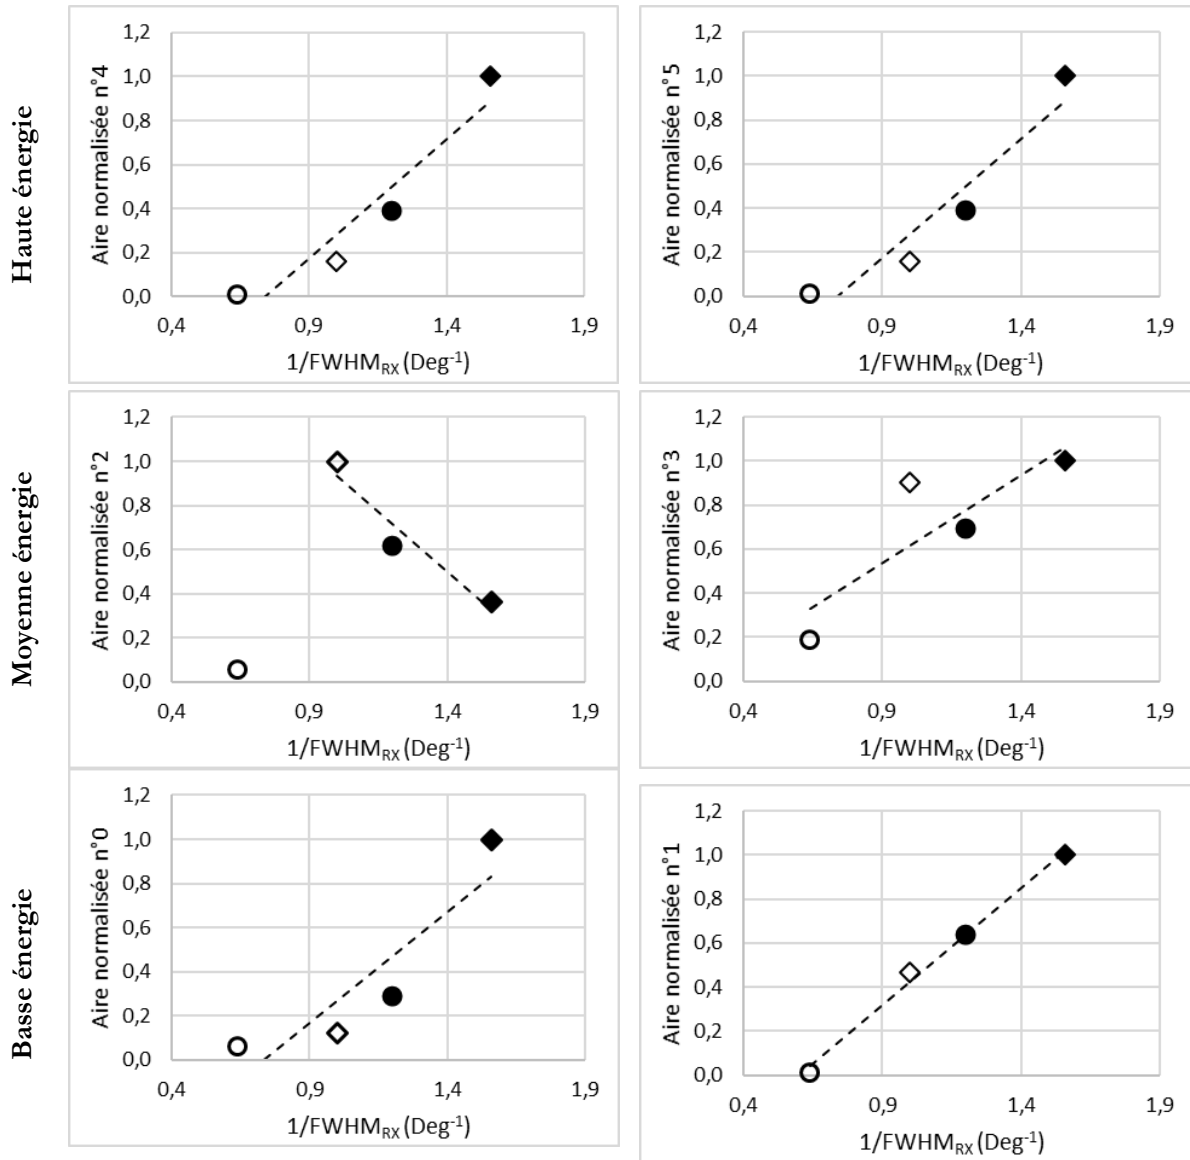 Haute énergie
Aire normalisée n°4
1,2
1,0
0,8
0,6
0,4
0,2
0,0
0,4 0,9 1,4 1,9
1/FWHMRX (Deg-1)
Aire normalisée n°5
1,2
1,0
0,8
0,6
0,4
0,2
0,0
0,4 0,9 1,4 1,9
1/FWHMRX (Deg-1)
Moyenne énergie
Aire normalisée n°2
1,2
1,0
0,8
0,6
0,4
0,2
0,0
0,4 0,9 1,4 1,9
1/FWHMRX (Deg-1)
Aire normalisée n°3
1,2
1,0
0,8
0,6
0,4
0,2
0,0
0,4 0,9 1,4 1,9
1/FWHMRX (Deg-1)
Basse énergie
Aire normalisée n°0
1,2
1,0
0,8
0,6
0,4
0,2
0,0
0,4 0,9 1,4 1,9
1/FWHMRX (Deg-1)
Aire normalisée n°1
1,2
1,0
0,8
0,6
0,4
0,2
0,0
0,4 0,9 1,4 1,9
1/FWHMRX (Deg-1)